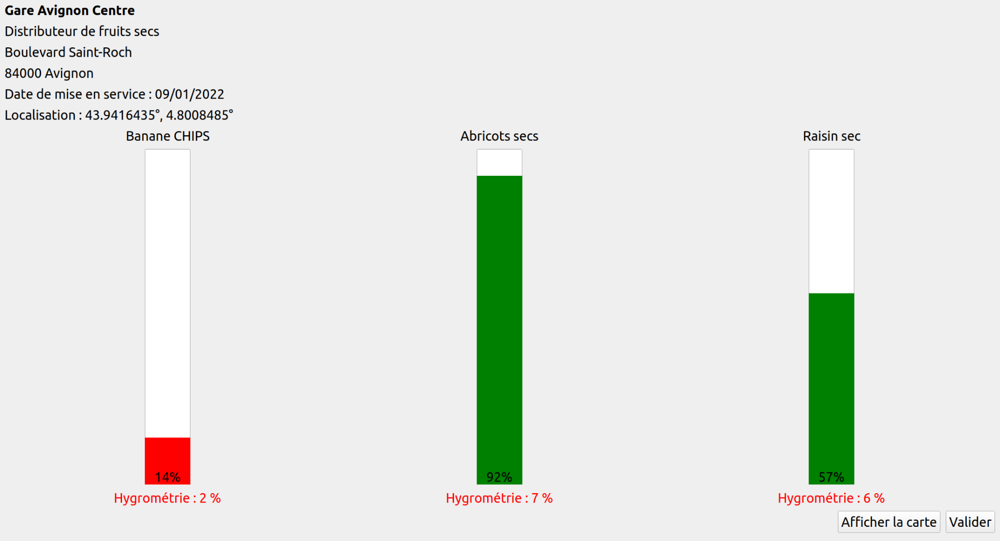 Gare Avignon Centre
Distributeur de fruits secs
Boulevard Saint-Roch
84000 Avignon
Date de mise en service : 09/01/2022
Localisation : 43.9416435°, 4.8008485°
Banane CHIPS
Abricots secs
Raisin sec
14%
92%
57%
Hygrométrie : 2 %
Hygrométrie : 7 %
Hygrométrie : 6 %
Afficher la carte
Valider